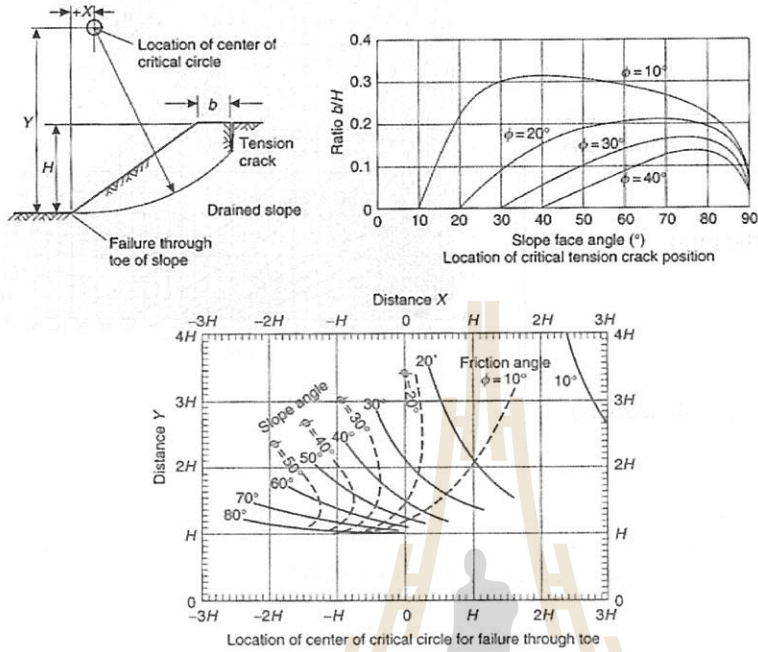 +X
Location of center of
critical circle
b
Y
H
Tension
crack
Drained slope
Failure through
toe of slope
Ratio b/H
0.4
0.3
0.2
0.1
0
ϕ = 10°
ϕ = 20°
ϕ = 30°
ϕ = 40°
0 10 20 30 40 50 60 70 80 90
Slope face angle (°)
Location of critical tension crack position
Distance X
-3H -2H -H 0 H 2H 3H
4H 4H
3H 3H
2H 2H
H H
0 0
Distance Y
Slope angle
Friction angle
ϕ = 10°
ϕ = 20°
ϕ = 30°
ϕ = 40°
ϕ = 50°
10°
20°
30°
40°
50°
60°
70°
80°
-3H -2H -H 0 H 2H 3H
Location of center of critical circle for failure through toe